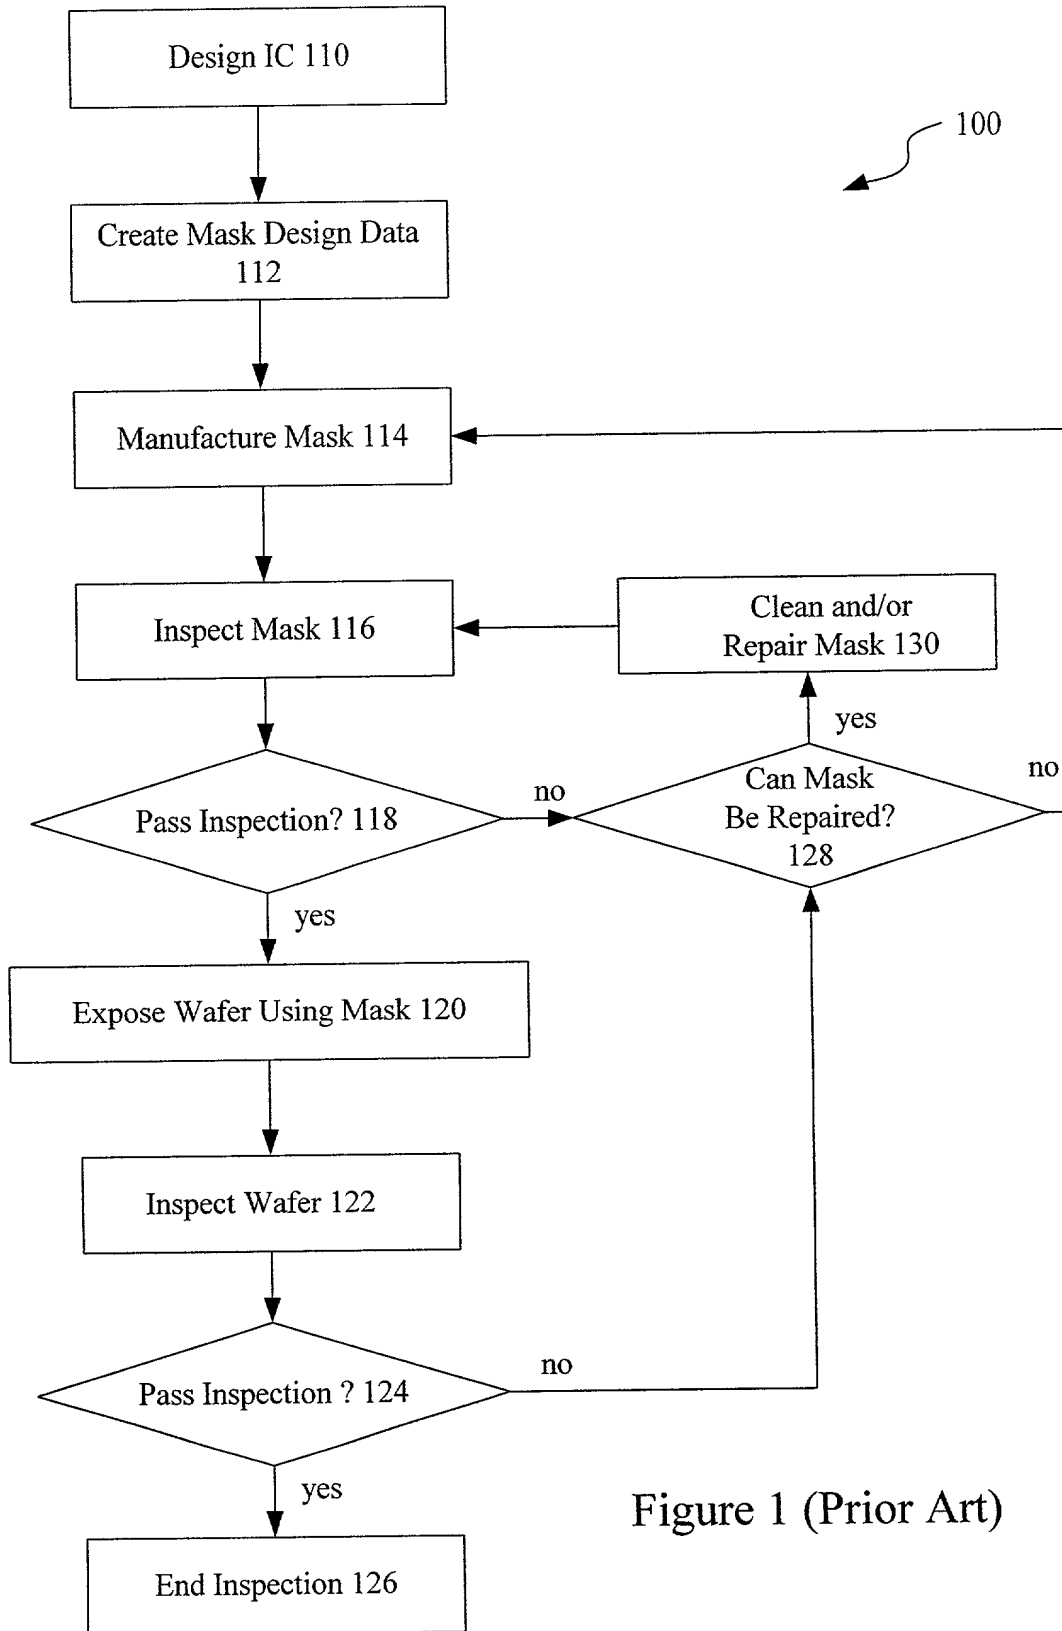 Design IC 110
100
Create Mask Design Data
112
Manufacture Mask 114
Inspect Mask 116
Clean and/or
Repair Mask 130
yes
Pass Inspection? 118
no
Can Mask
Be Repaired?
128
no
yes
Expose Wafer Using Mask 120
Inspect Wafer 122
Pass Inspection ? 124
no
yes
End Inspection 126
Figure 1 (Prior Art)